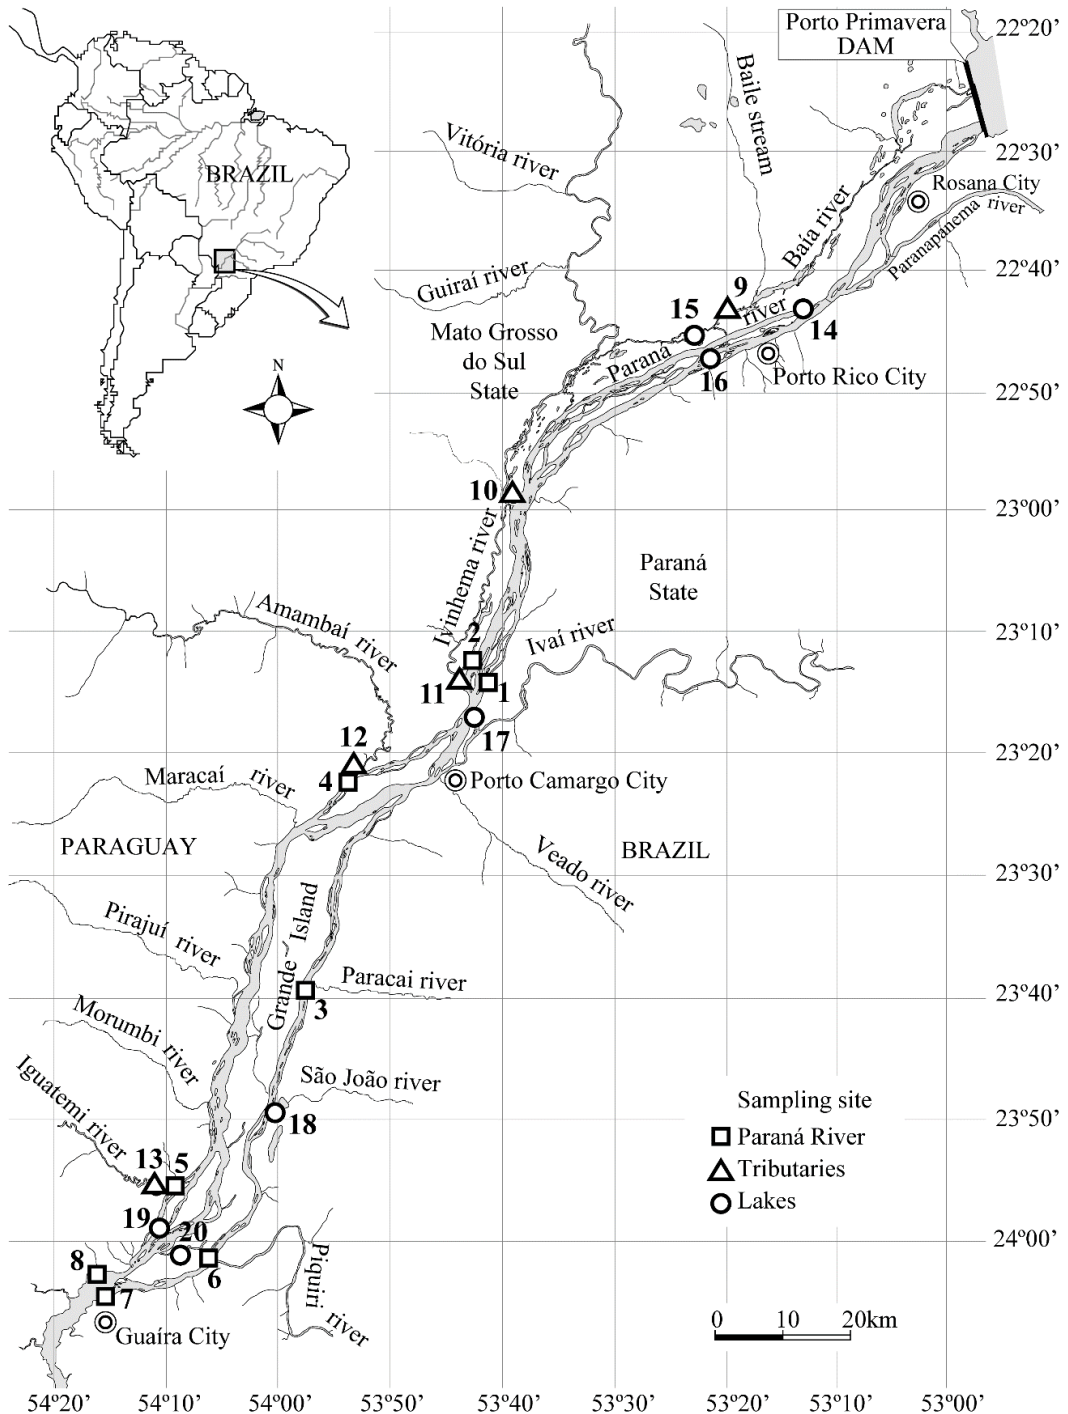 Porto Primavera
DAM
22º20’
BRAZIL
Vitória river
Baile stream
22º30’
Rosana City
Baía river
Paranapanema river
Guiraí river
22º40’
9
15
river
14
Mato Grosso
do Sul
State
Paraná
16
Porto Rico City
N
22º50’
10
23º00’
Ivinhema river
Paraná
State
Amambaí river
2
Ivaí river
23º10’
11
1
17
12
23º20’
4
Maracaí river
Porto Camargo City
PARAGUAY
BRAZIL
Veado river
23º30’
Pirajuí river
Grande Island
Paracai river
3
23º40’
Morumbi river
Iguatemi river
São João river
Sampling site
23º50’
18
Paraná River
13
5
Tributaries
Lakes
19
20
24º00’
8
6
7
Piquiri river
Guaíra City
0 10 20km
54º20’ 54º10’ 54º00’ 53º50’ 53º40’ 53º30’ 53º20’ 53º10’ 53º00’